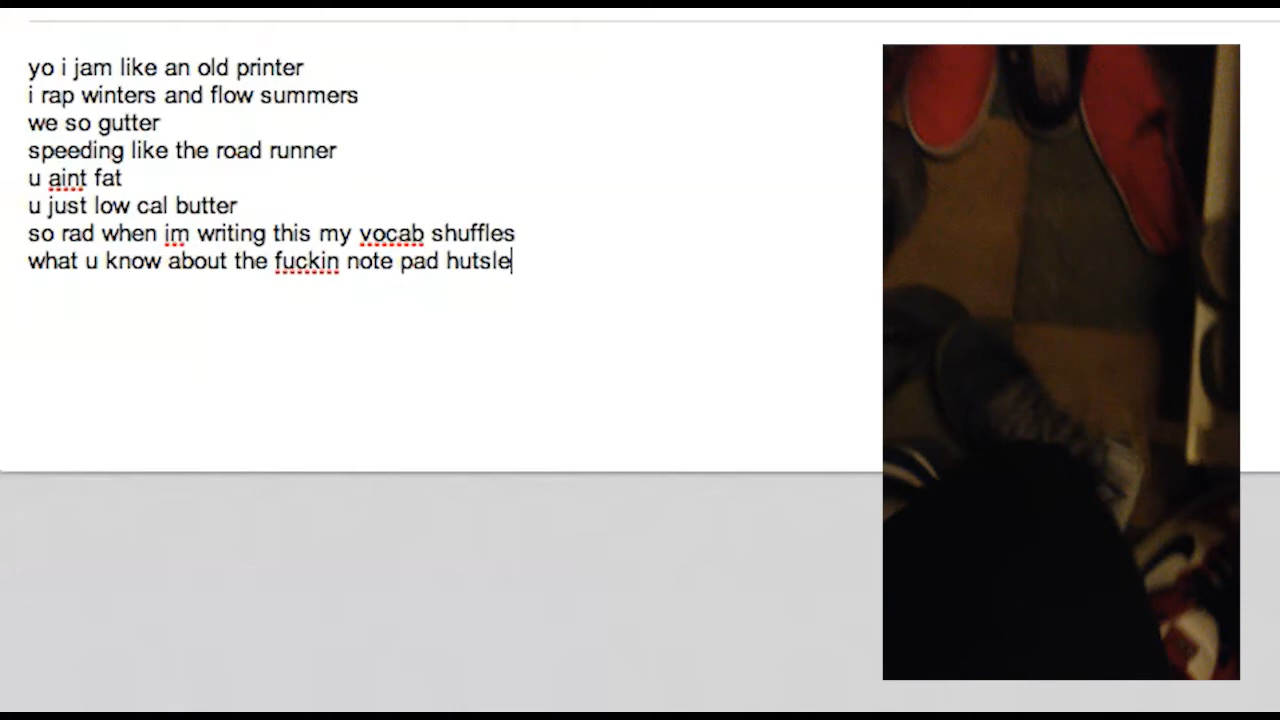 yo i jam like an old printer
i rap winters and flow summers
we so gutter
speeding like the road runner
u aint fat
u just low cal butter
so rad when im writing this my vocab shuffles
what u know about the fuckin note pad hutsle